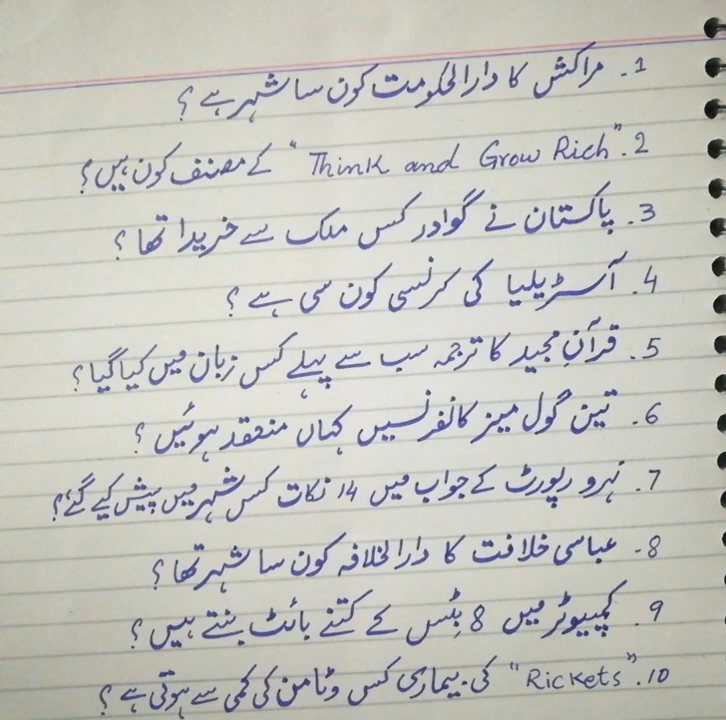 1. مراکش کا دارالحکومت کون سا شہر ہے ؟
2. "Think and Grow Rich" کے مصنف کون ہیں؟
3. پاکستان نے گوادر کس ملک سے خریدا تھا ؟
4. آسٹریلیا کی کرنسی کون سی ہے ؟
5. قرآنِ مجید کا ترجمہ سب سے پہلے کس زبان میں کیا گیا؟
6. تین گول میز کانفرنسیں کہاں منعقد ہوئیں ؟
7. نہرو رپورٹ کے جواب میں 14 نکات کس شہر میں پیش کیے گئے؟
8. عباسی خلافت کا دارالخلافہ کون سا شہر تھا ؟
9. کمپیوٹر میں 8 بِٹس کے کتنے بائٹ بنتے ہیں ؟
10. "Rickets" کی بیماری کس وٹامن کی کمی سے ہوتی ہے ؟